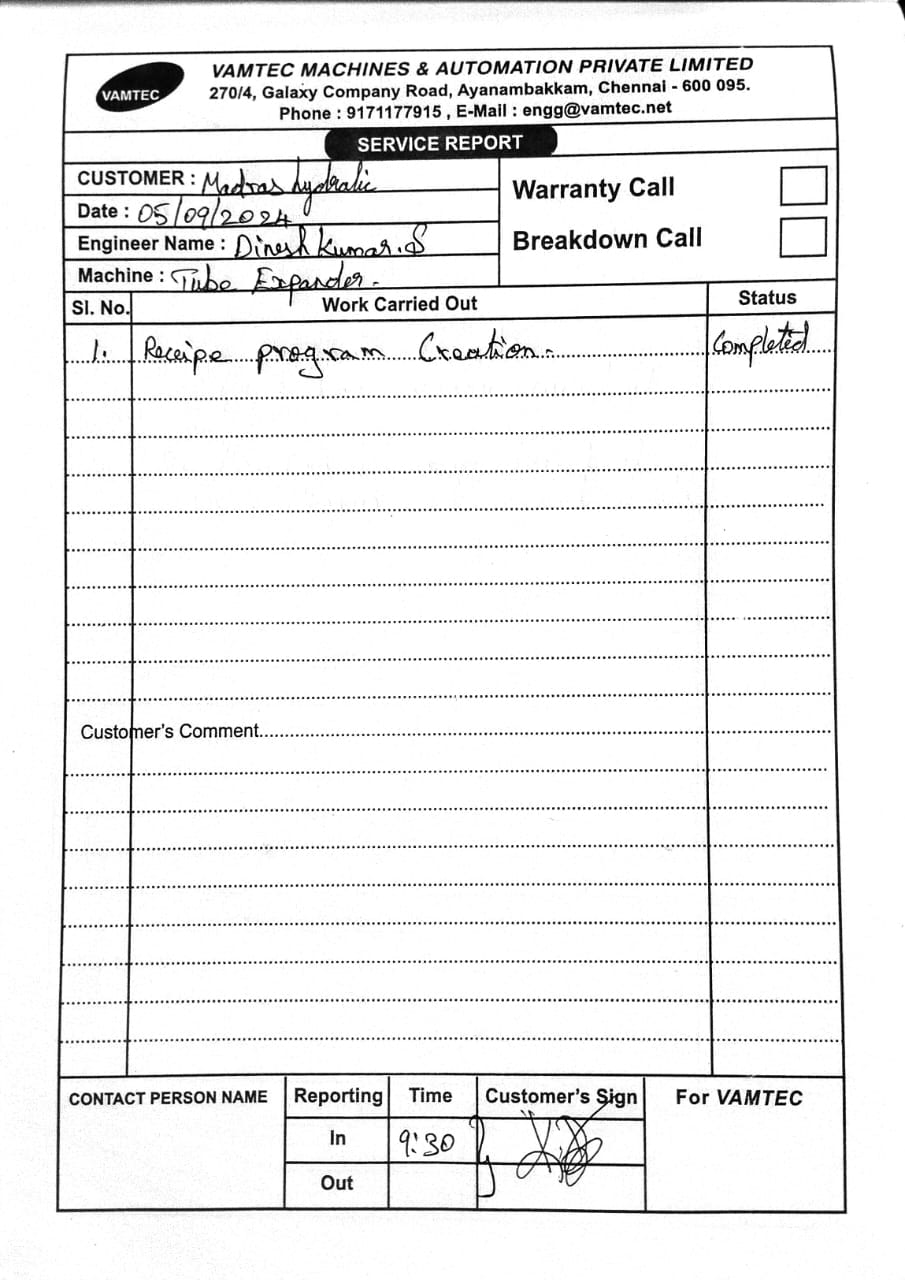 VAMTEC
VAMTEC MACHINES & AUTOMATION PRIVATE LIMITED
270/4, Galaxy Company Road, Ayanambakkam, Chennai - 600 095.
Phone : 9171177915 , E-Mail : engg@vamtec.net
SERVICE REPORT
CUSTOMER : Madras hydralic
Date : 05/09/2024
Engineer Name : Dinesh Kumar.S
Machine : Tube Expander.
Warranty Call
Breakdown Call
Sl. No. Work Carried Out Status
1. Receipe program Creation. Completed
Customer's Comment
CONTACT PERSON NAME Reporting Time Customer's Sign For VAMTEC
In 9:30
Out